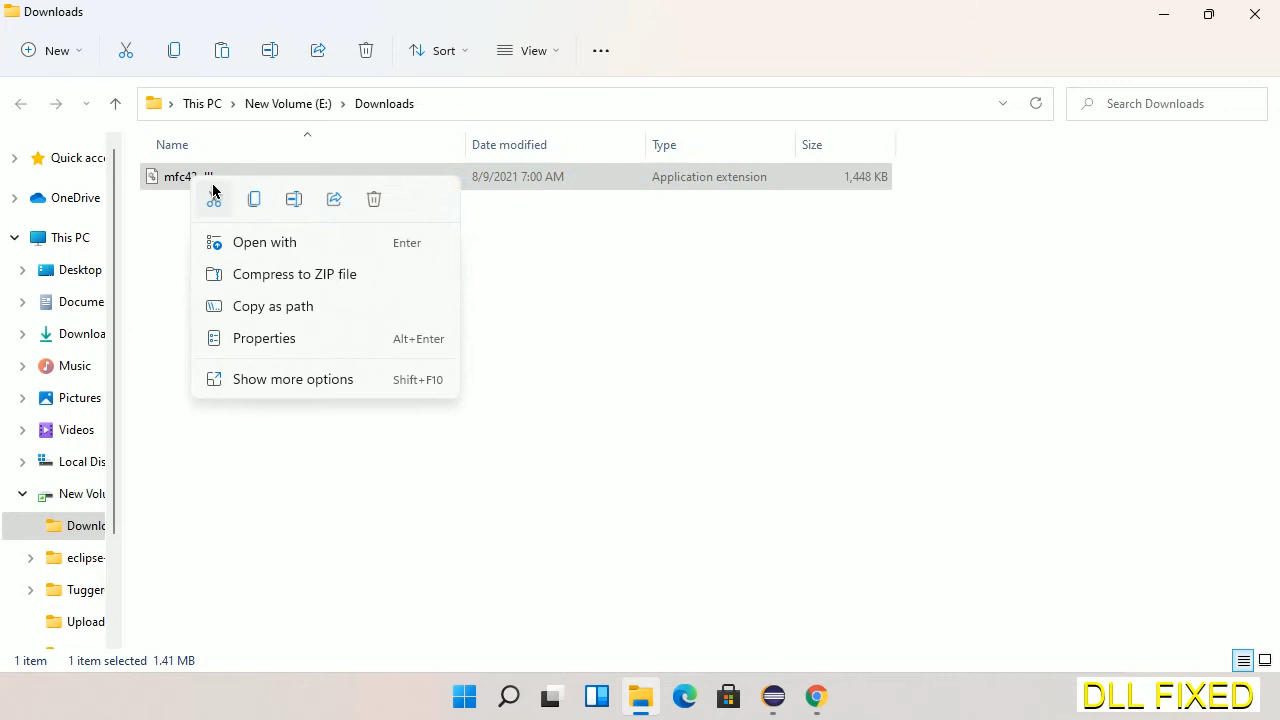 Downloads
New
Sort
View
This PC
New Volume (E:)
Downloads
Search Downloads
Name
Date modified
Type
Size
8/9/2021 7:00 AM
Application extension
1,448 KB
Open with
Enter
Compress to ZIP file
Copy as path
Properties
Alt+Enter
Show more options
Shift+F10
Quick acc
OneDrive
This PC
Desktop
Docume
Downloa
Music
Pictures
Videos
Local Dis
New Volu
Downlo
eclipse-
Tugger
Upload
1 item
1 item selected 1.41 MB
DLL FIXED